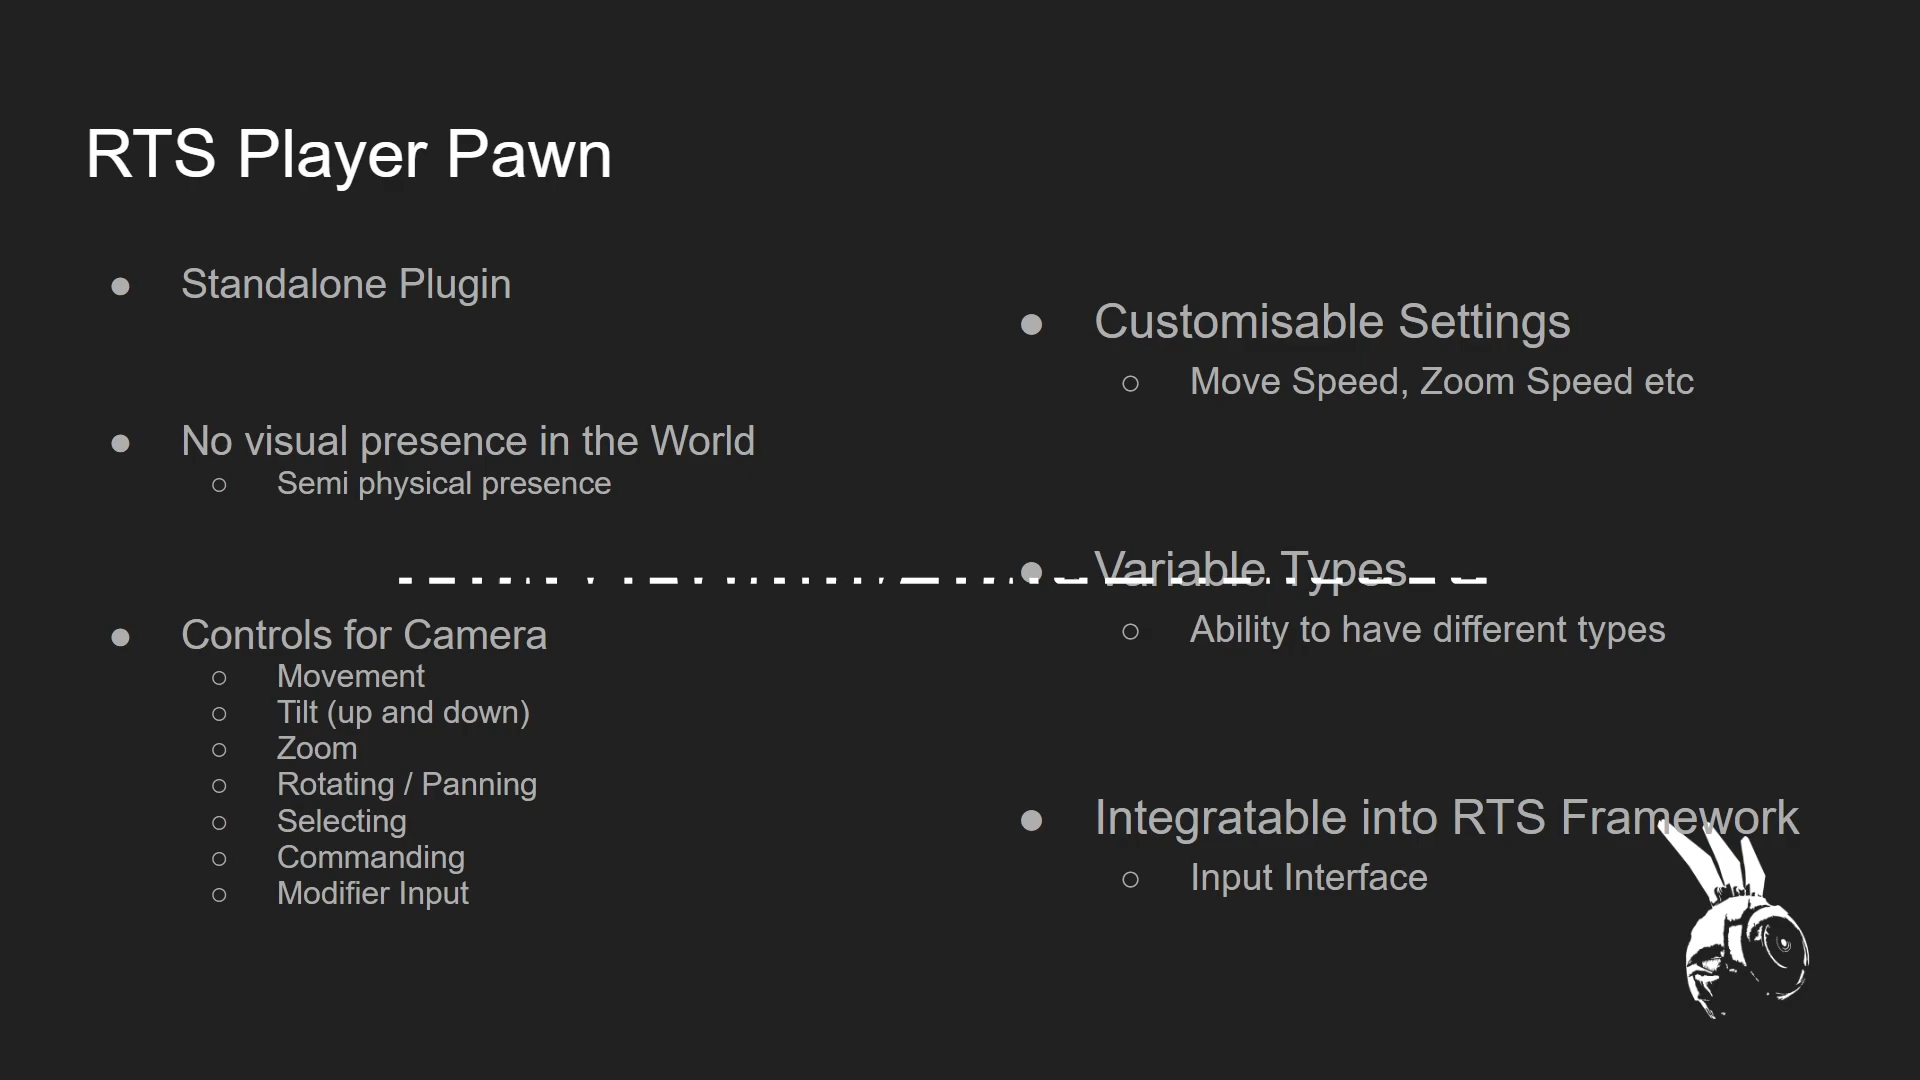 RTS Player Pawn
● Standalone Plugin
● No visual presence in the World
○ Semi physical presence
● Controls for Camera
○ Movement
○ Tilt (up and down)
○ Zoom
○ Rotating / Panning
○ Selecting
○ Commanding
○ Modifier Input
● Customisable Settings
○ Move Speed, Zoom Speed etc
● Variable Types
○ Ability to have different types
● Integratable into RTS Framework
○ Input Interface